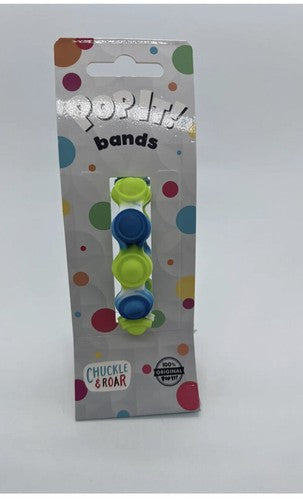 POP IT!
bands
CHUCKLE
& ROAR
100%
ORIGINAL
POP IT!